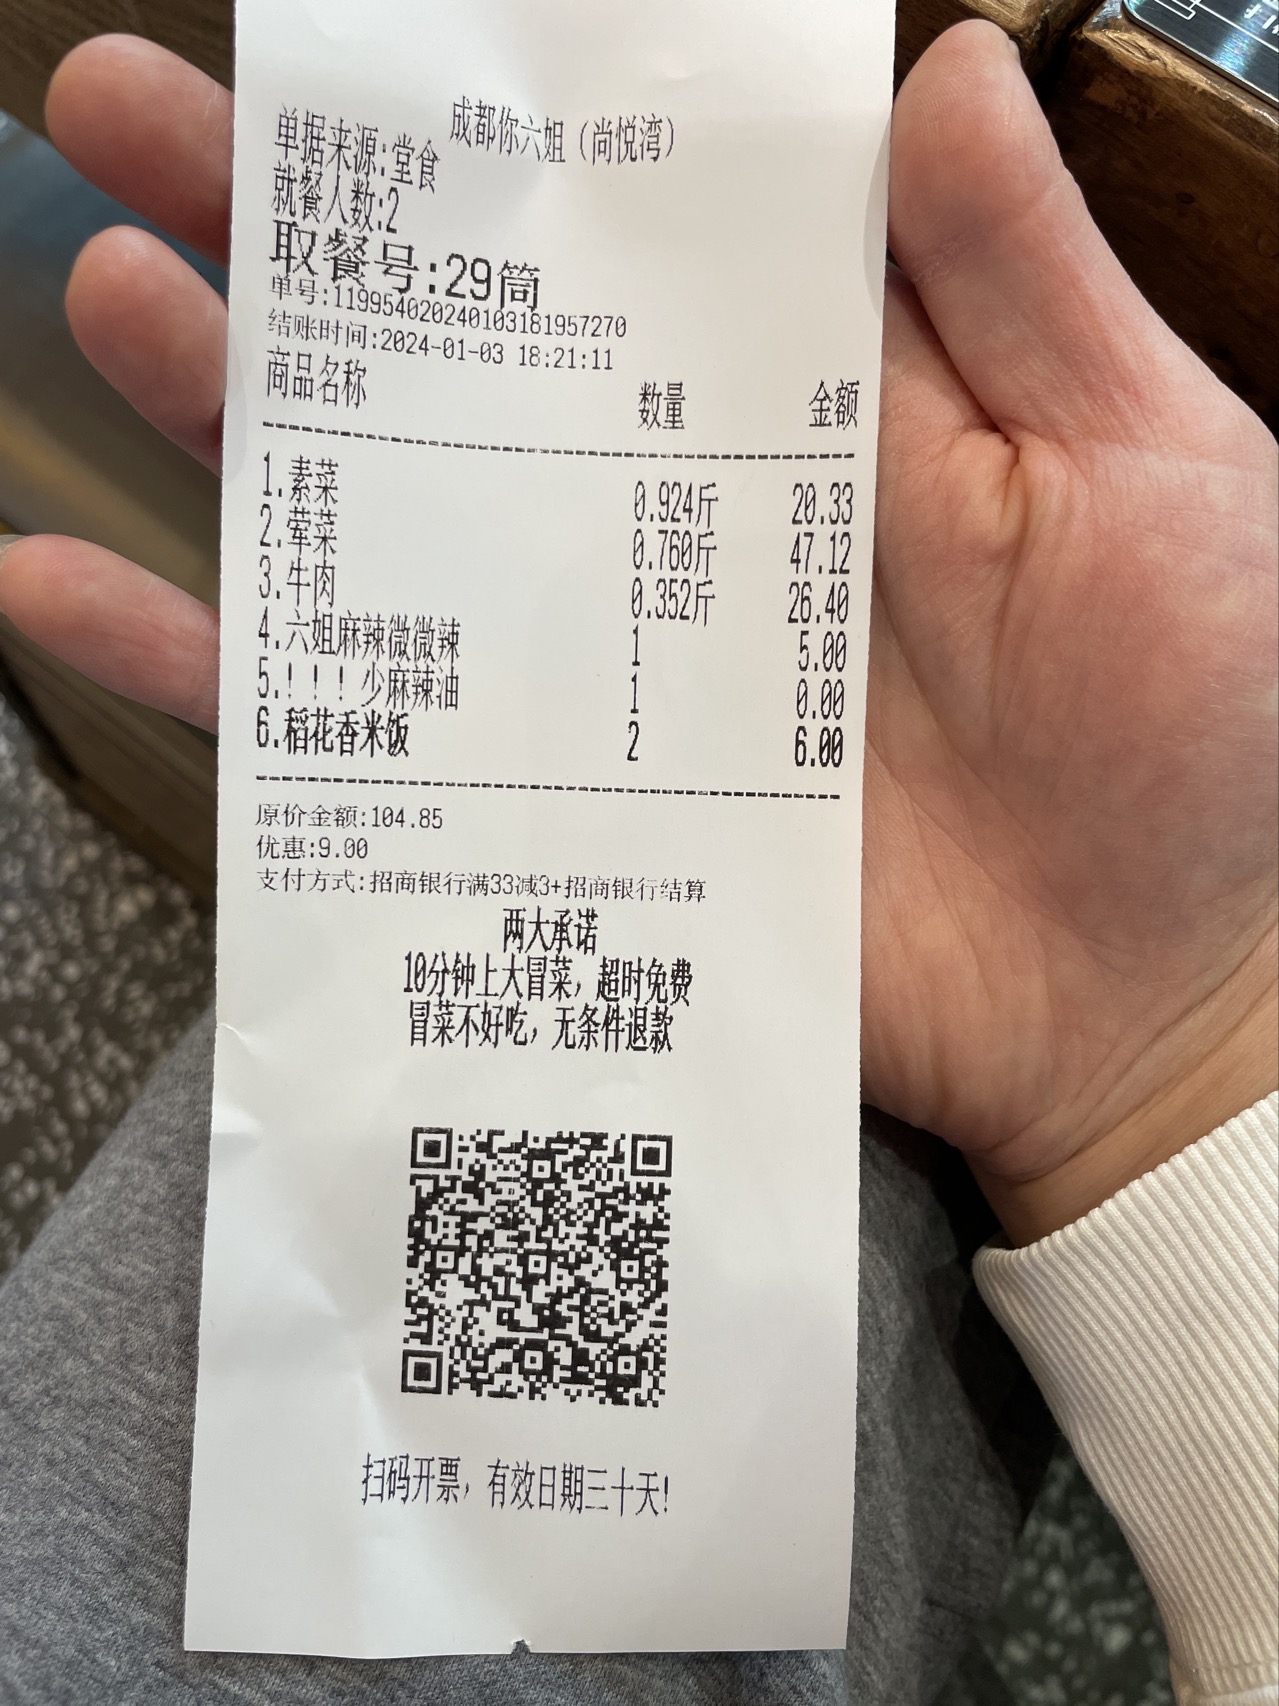 成都你六姐（尚悦湾）
单据来源:堂食
就餐人数:2
取餐号:29筒
单号:119954020240103181957270
结账时间:2024-01-03 18:21:11
商品名称 数量 金额
1.素菜 0.924斤 20.33
2.荤菜 0.760斤 47.12
3.牛肉 0.352斤 26.40
4.六姐麻辣微微辣 1 5.00
5.！！！少麻辣油 1 0.00
6.稻花香米饭 2 6.00
原价金额:104.85
优惠:9.00
支付方式:招商银行满33减3+招商银行结算
两大承诺
10分钟上大冒菜，超时免费
冒菜不好吃，无条件退款
扫码开票，有效日期三十天!